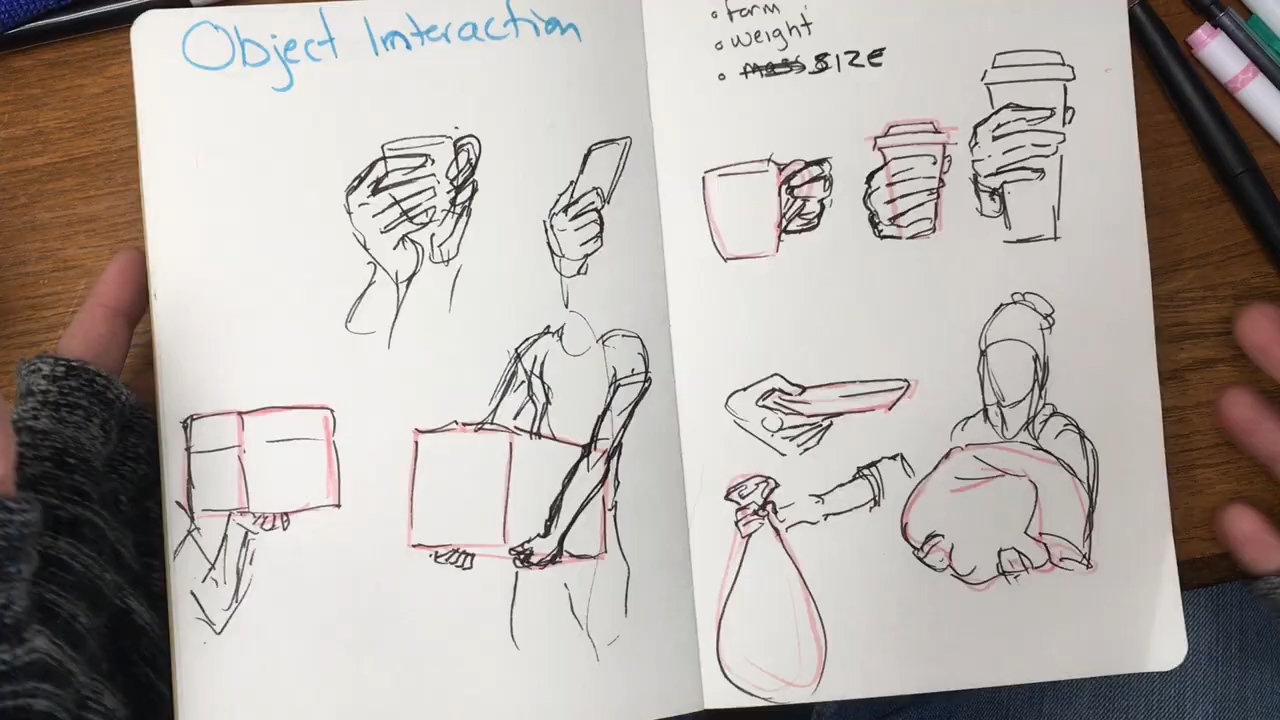 Object Interaction
◦ form
◦ weight
◦ SIZE